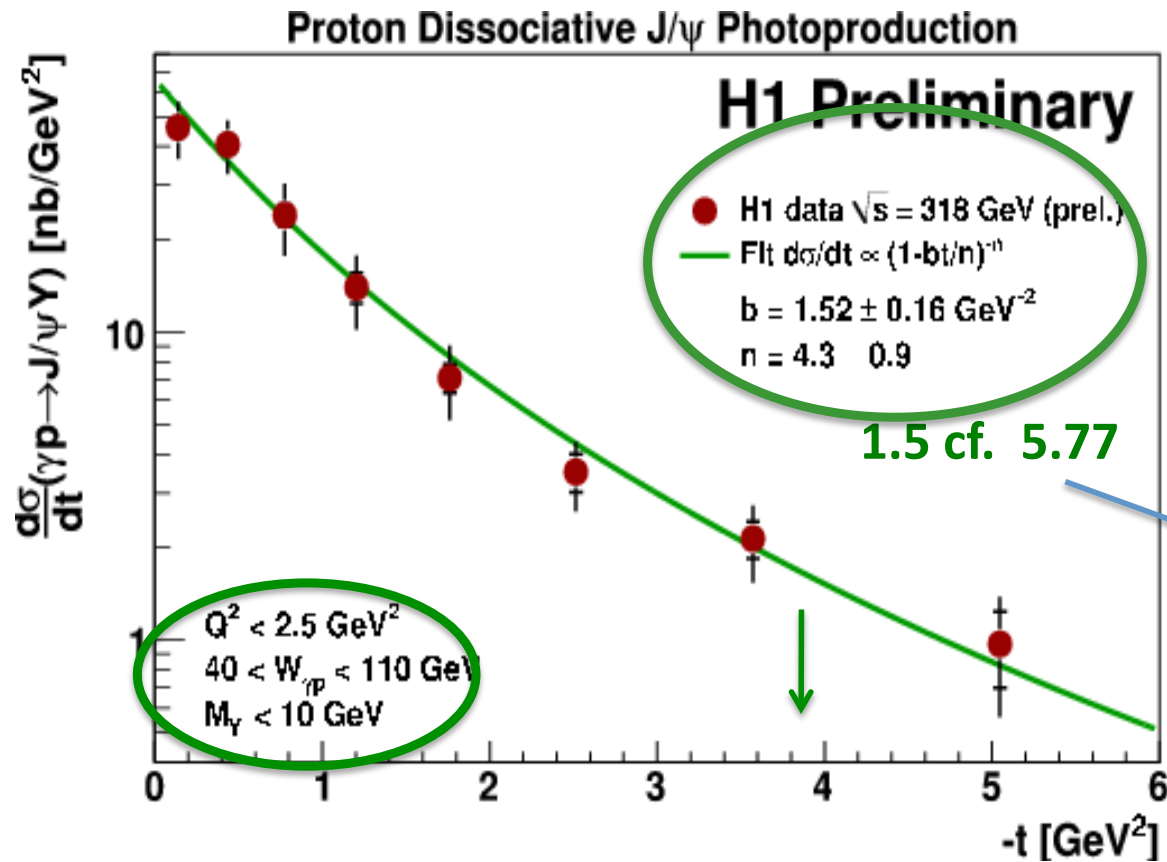 Proton Dissociative J/ψ Photoproduction
H1 Preliminary
dσ/dt(γp→J/ψY) [nb/GeV²]
H1 data √s = 318 GeV (prel.)
Fit dσ/dt ∝ (1-bt/n)⁻ⁿ
b = 1.52 ± 0.16 GeV⁻²
n = 4.3 0.9
1.5 cf. 5.77
10
1
Q² < 2.5 GeV²
40 < Wγp < 110 GeV
M_Y < 10 GeV
0 1 2 3 4 5 6
-t [GeV²]